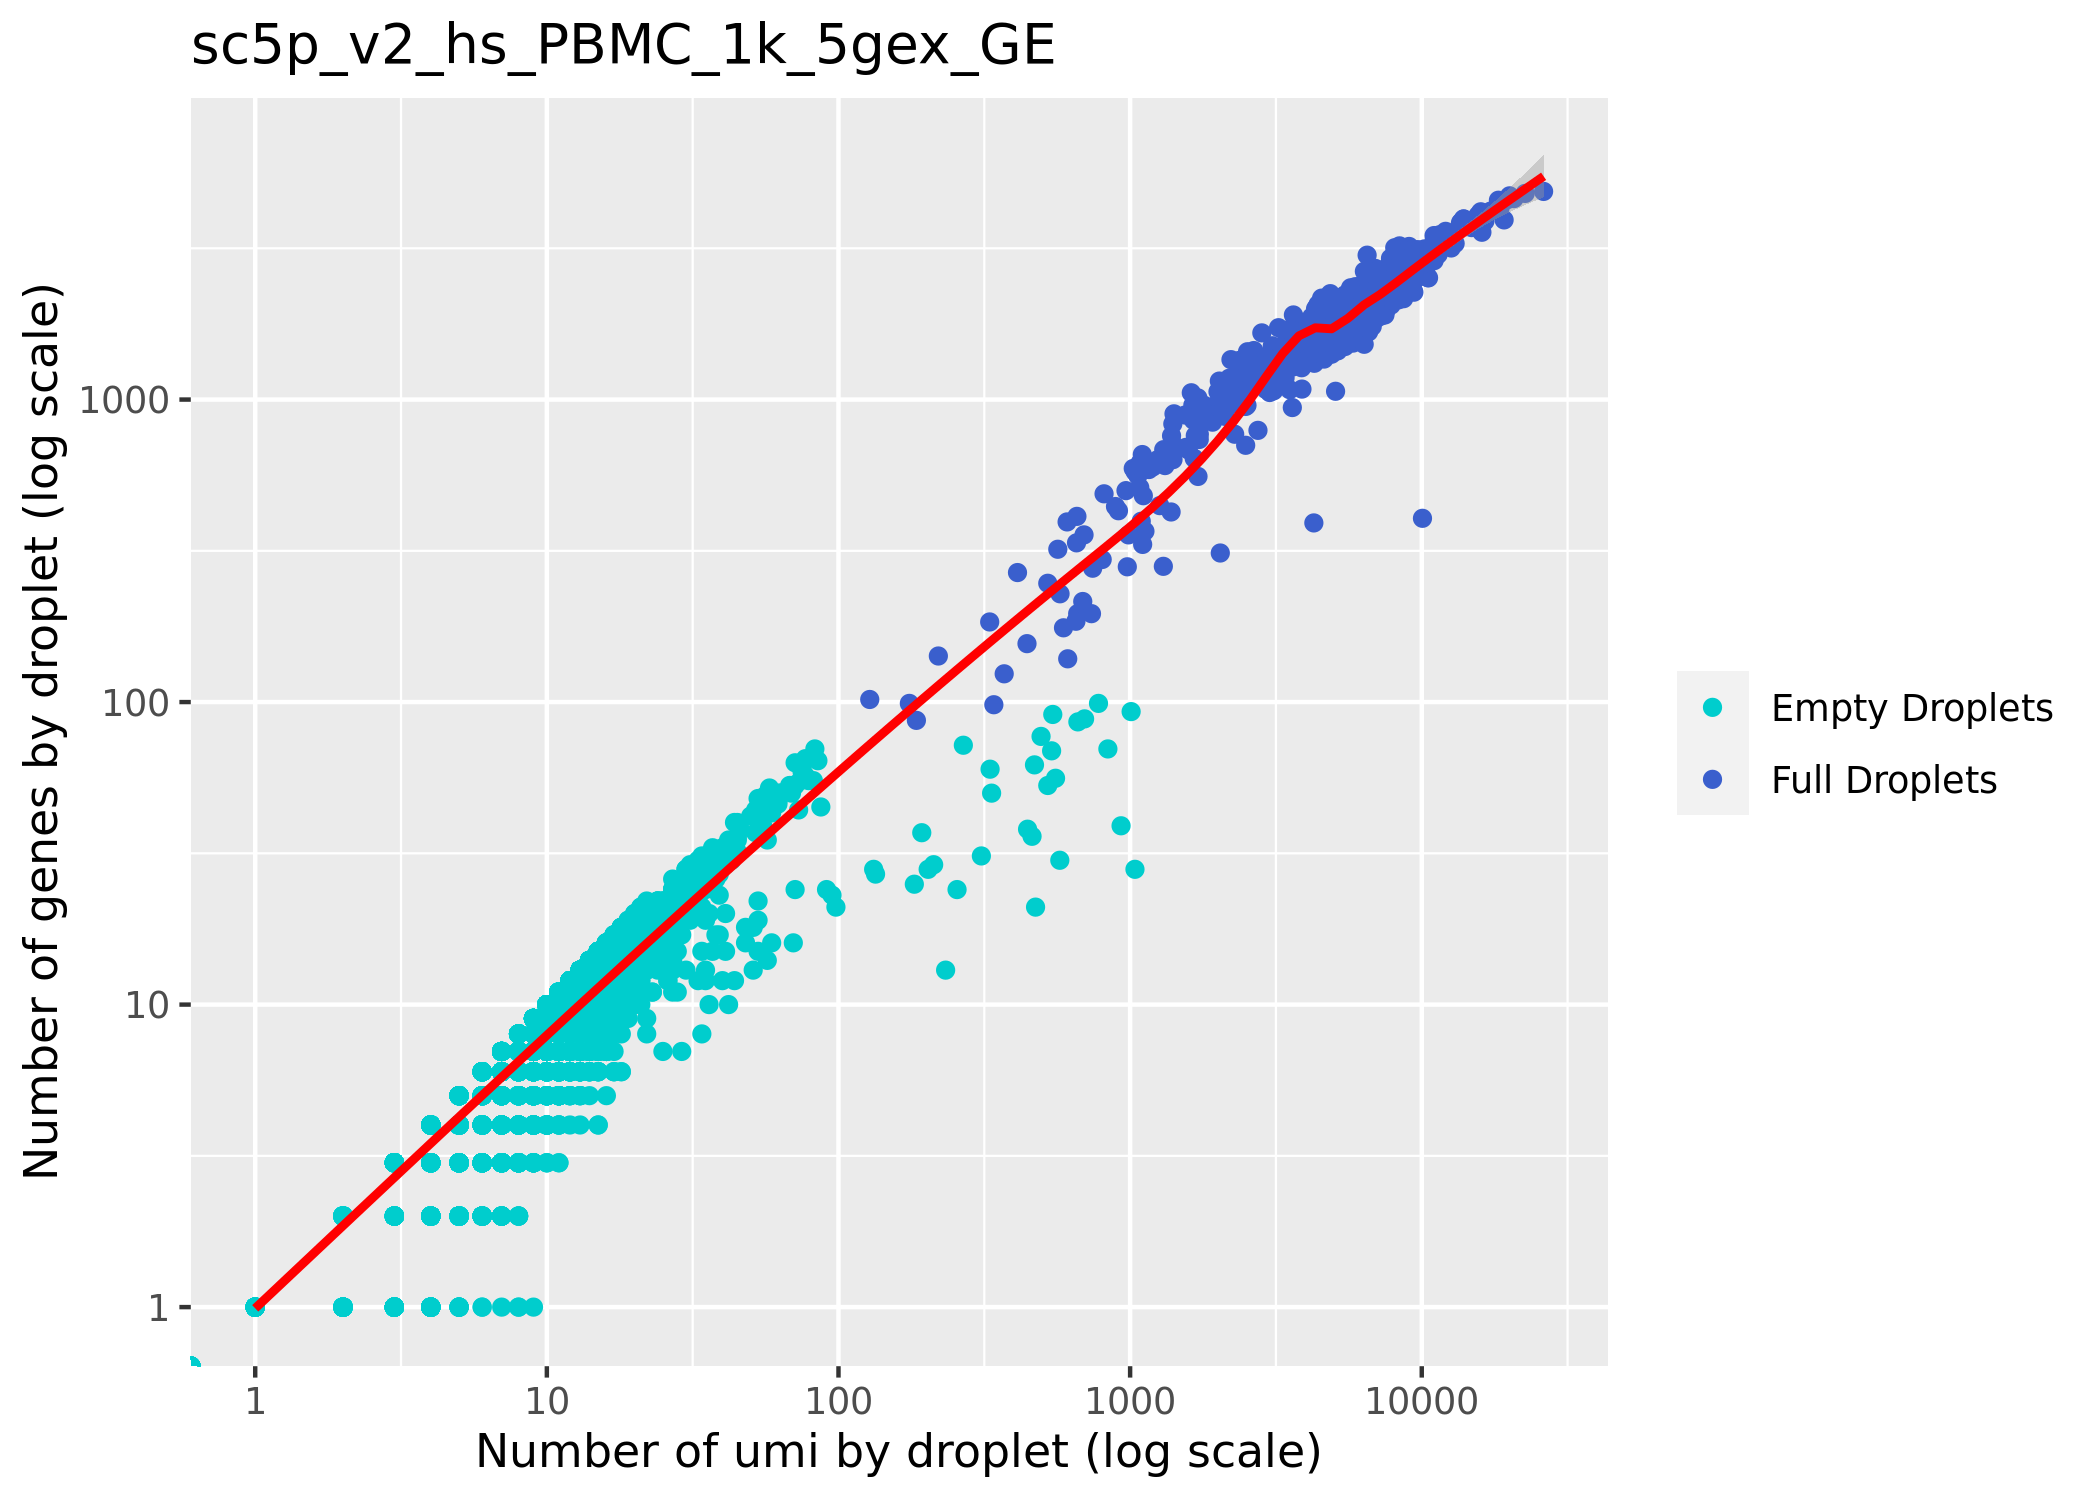 sc5p_v2_hs_PBMC_1k_5gex_GE
Number of genes by droplet (log scale)
1000
100
10
1
1 10 100 1000 10000
Number of umi by droplet (log scale)
Empty Droplets
Full Droplets